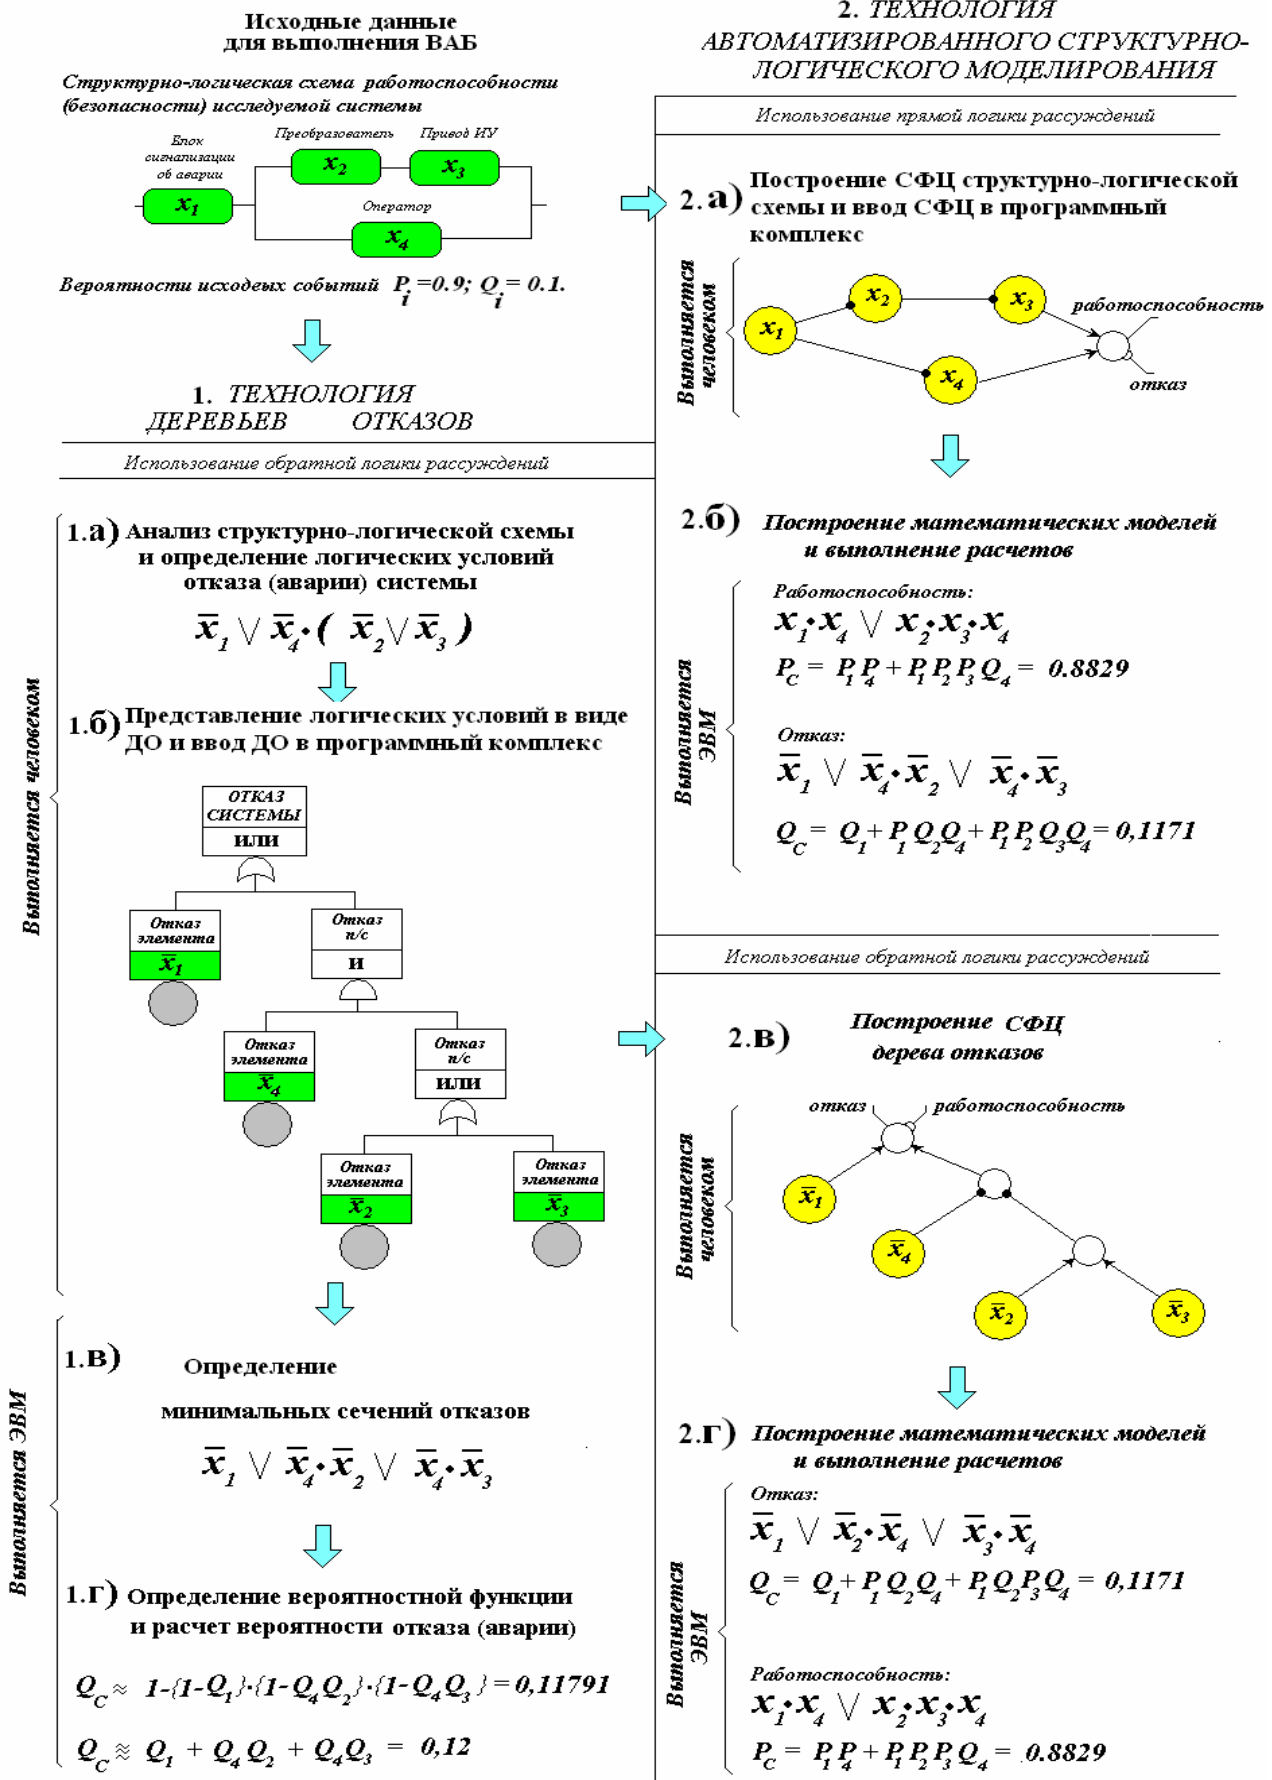 Исходные данные
для выполнения ВАБ
Структурно-логическая схема работоспособности
(безопасности) исследуемой системы
Блок
сигнализации
об аварии
x₁
Преобразователь
x₂
Привод ИУ
x₃
Оператор
x₄
Вероятности исходеых событий P_i=0.9; Q_i= 0.1.
1. ТЕХНОЛОГИЯ
ДЕРЕВЬЕВ ОТКАЗОВ
Использование обратной логики рассуждений
Выполняется человеком
1.а) Анализ структурно-логической схемы
и определение логических условий
отказа (аварии) системы
x̅₁ ∨ x̅₄·( x̅₂∨x̅₃ )
1.б) Представление логических условий в виде
ДО и ввод ДО в программный комплекс
ОТКАЗ
СИСТЕМЫ
ИЛИ
Отказ
элемента
x̅₁
Отказ
п/с
И
Отказ
элемента
x̅₄
Отказ
п/с
ИЛИ
Отказ
элемента
x̅₂
Отказ
элемента
x̅₃
Выполняется ЭВМ
1.в) Определение
минимальных сечений отказов
x̅₁ ∨ x̅₄·x̅₂ ∨ x̅₄·x̅₃
1.г) Определение вероятностной функции
и расчет вероятности отказа (аварии)
Q_C ≈ 1-{1-Q₁}·{1-Q₄Q₂}·{1-Q₄Q₃} = 0,11791
Q_C ≋ Q₁ + Q₄Q₂ + Q₄Q₃ = 0,12
2. ТЕХНОЛОГИЯ
АВТОМАТИЗИРОВАННОГО СТРУКТУРНО-
ЛОГИЧЕСКОГО МОДЕЛИРОВАНИЯ
Использование прямой логики рассуждений
2.а) Построение СФЦ структурно-логической
схемы и ввод СФЦ в программный
комплекс
Выполняется
человеком
x₁
x₂
x₃
x₄
работоспособность
отказ
2.б) Построение математических моделей
и выполнение расчетов
Выполняется
ЭВМ
Работоспособность:
x₁·x₄ ∨ x₂·x₃·x₄
P_C = P₁P₄ + P₁P₂P₃Q₄ = 0.8829
Отказ:
x̅₁ ∨ x̅₄·x̅₂ ∨ x̅₄·x̅₃
Q_C = Q₁+ P₁Q₂Q₄ + P₁P₂Q₃Q₄= 0,1171
Использование обратной логики рассуждений
2.в) Построение СФЦ
дерева отказов
Выполняется
человеком
отказ
работоспособность
x̅₁
x̅₄
x̅₂
x̅₃
2.г) Построение математических моделей
и выполнение расчетов
Выполняется
ЭВМ
Отказ:
x̅₁ ∨ x̅₂·x̅₄ ∨ x̅₃·x̅₄
Q_C = Q₁+ P₁Q₂Q₄ + P₁Q₂P₃Q₄ = 0,1171
Работоспособность:
x₁·x₄ ∨ x₂·x₃·x₄
P_C = P₁P₄ + P₁P₂P₃Q₄ = .0.8829